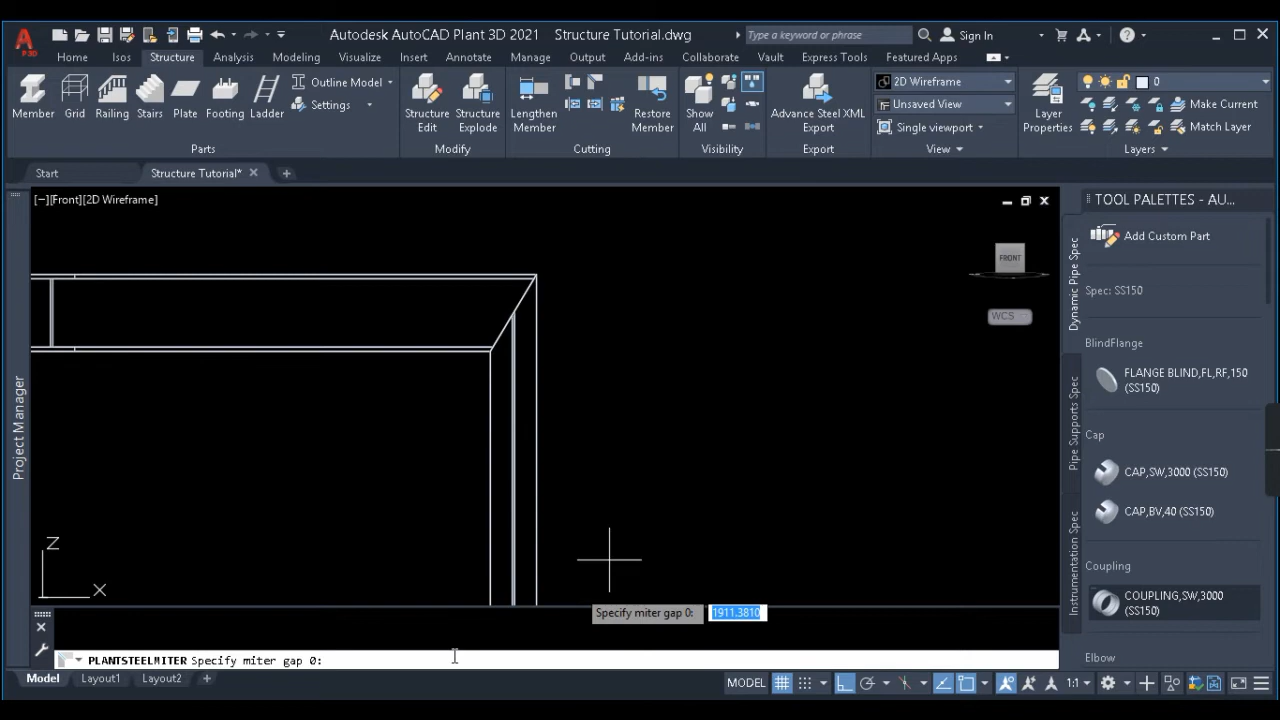 Autodesk AutoCAD Plant 3D 2021 Structure Tutorial.dwg
Type a keyword or phrase
Sign In
P3D
Home Isos Structure Analysis Modeling Visualize Insert Annotate Manage Output Add-ins Collaborate Vault Express Tools Featured Apps
Member
Grid
Railing
Stairs
Plate
Footing
Ladder
Outline Model
Settings
Parts
Structure
Edit
Structure
Explode
Modify
Lengthen
Member
Restore
Member
Cutting
Show
All
Visibility
Advance Steel XML
Export
Export
2D Wireframe
Unsaved View
Single viewport
View
Layer
Properties
0
Make Current
Match Layer
Layers
Start
Structure Tutorial*
[−][Front][2D Wireframe]
FRONT
WCS
Z
X
Project Manager
Specify miter gap 0: 1911.3810
PLANTSTEELMITER Specify miter gap 0:
Model Layout1 Layout2
MODEL
1:1
TOOL PALETTES - AU...
Dynamic Pipe Spec
Pipe Supports Spec
Instrumentation Spec
Add Custom Part
Spec: SS150
BlindFlange
FLANGE BLIND,FL,RF,150
(SS150)
Cap
CAP,SW,3000 (SS150)
CAP,BV,40 (SS150)
Coupling
COUPLING,SW,3000
(SS150)
Elbow